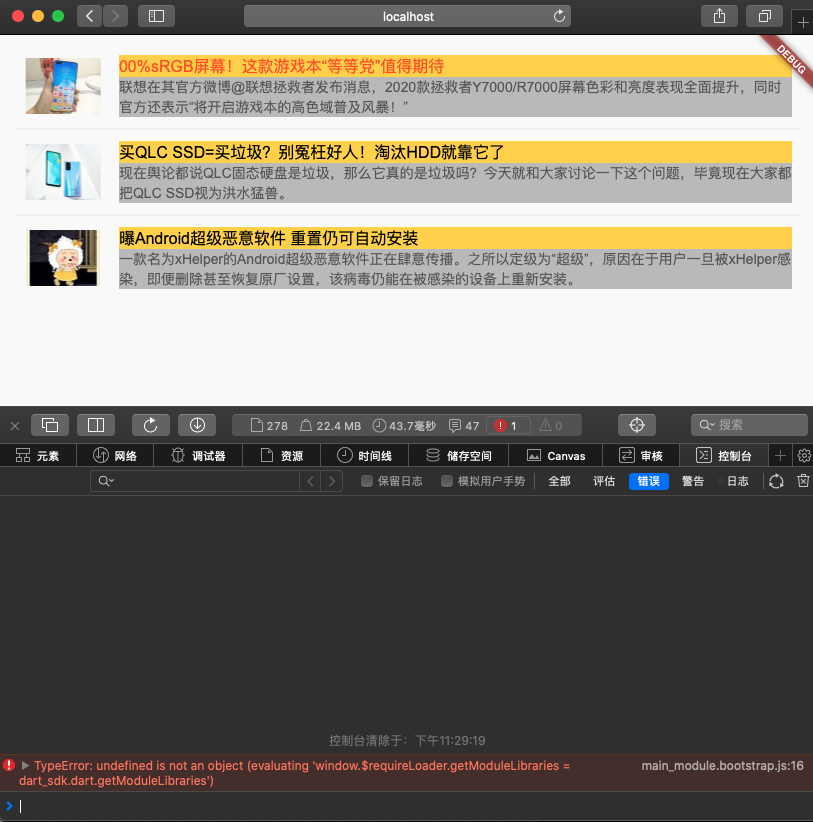 localhost
DEBUG
00%sRGB屏幕！这款游戏本“等等党”值得期待
联想在其官方微博@联想拯救者发布消息，2020款拯救者Y7000/R7000屏幕色彩和亮度表现全面提升，同时
官方还表示“将开启游戏本的高色域普及风暴！”
买QLC SSD=买垃圾？别冤枉好人！淘汰HDD就靠它了
现在舆论都说QLC固态硬盘是垃圾，那么它真的是垃圾吗？今天就和大家讨论一下这个问题，毕竟现在大家都
把QLC SSD视为洪水猛兽。
曝Android超级恶意软件 重置仍可自动安装
一款名为xHelper的Android超级恶意软件正在肆意传播。之所以定级为“超级”，原因在于用户一旦被xHelper感
染，即便删除甚至恢复原厂设置，该病毒仍能在被感染的设备上重新安装。
278 22.4 MB 43.7毫秒 47 1 0 搜索
元素 网络 调试器 资源 时间线 储存空间 Canvas 审核 控制台
保留日志 模拟用户手势 全部 评估 错误 警告 日志
控制台清除于：下午11:29:19
TypeError: undefined is not an object (evaluating 'window.$requireLoader.getModuleLibraries = main_module.bootstrap.js:16
dart_sdk.dart.getModuleLibraries')